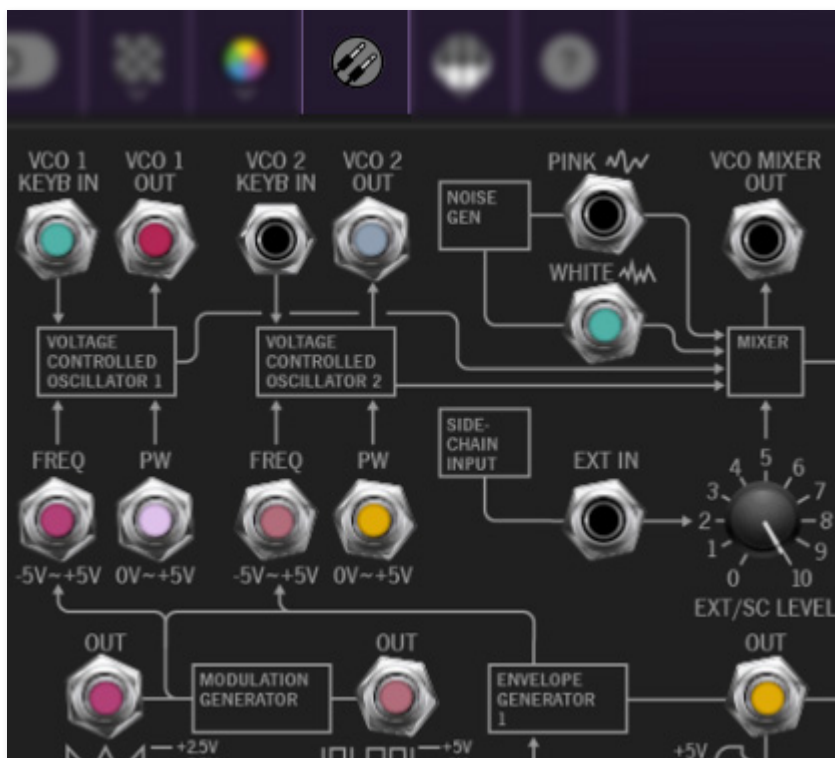 ?
VCO 1
KEYB IN
VCO 1
OUT
VCO 2
KEYB IN
VCO 2
OUT
PINK
VCO MIXER
OUT
NOISE
GEN
WHITE
VOLTAGE
CONTROLLED
OSCILLATOR 1
VOLTAGE
CONTROLLED
OSCILLATOR 2
MIXER
SIDE-
CHAIN
INPUT
FREQ
PW
FREQ
PW
EXT IN
0
1
2
3
4
5
6
7
8
9
10
-5V~+5V
0V~+5V
-5V~+5V
0V~+5V
EXT/SC LEVEL
OUT
MODULATION
GENERATOR
OUT
ENVELOPE
GENERATOR
1
OUT
+2.5V
+5V
+5V